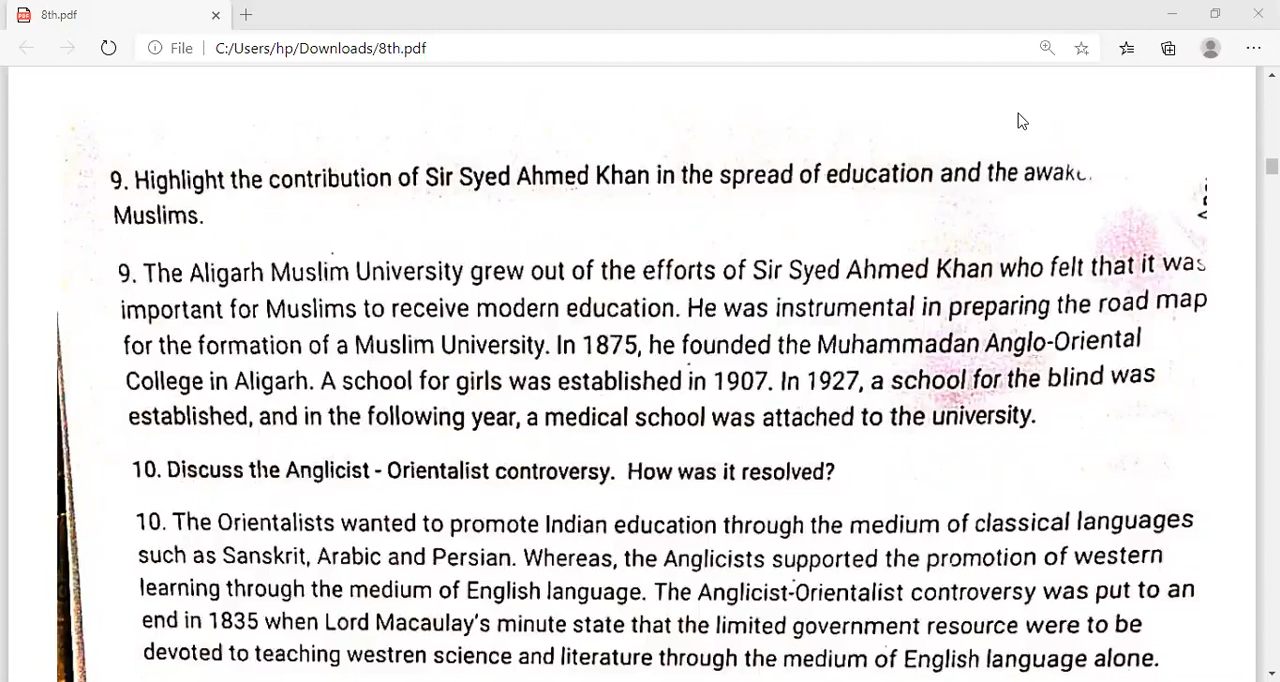 8th.pdf
File
C:/Users/hp/Downloads/8th.pdf
9. Highlight the contribution of Sir Syed Ahmed Khan in the spread of education and the
Muslims.
9. The Aligarh Muslim University grew out of the efforts of Sir Syed Ahmed Khan who felt that it was
important for Muslims to receive modern education. He was instrumental in preparing the road map
for the formation of a Muslim University. In 1875, he founded the Muhammadan Anglo-Oriental
College in Aligarh. A school for girls was established in 1907. In 1927, a school for the blind was
established, and in the following year, a medical school was attached to the university.
10. Discuss the Anglicist - Orientalist controversy. How was it resolved?
10. The Orientalists wanted to promote Indian education through the medium of classical languages
such as Sanskrit, Arabic and Persian. Whereas, the Anglicists supported the promotion of western
learning through the medium of English language. The Anglicist-Orientalist controversy was put to an
end in 1835 when Lord Macaulay's minute state that the limited government resource were to be
devoted to teaching westren science and literature through the medium of English language alone.